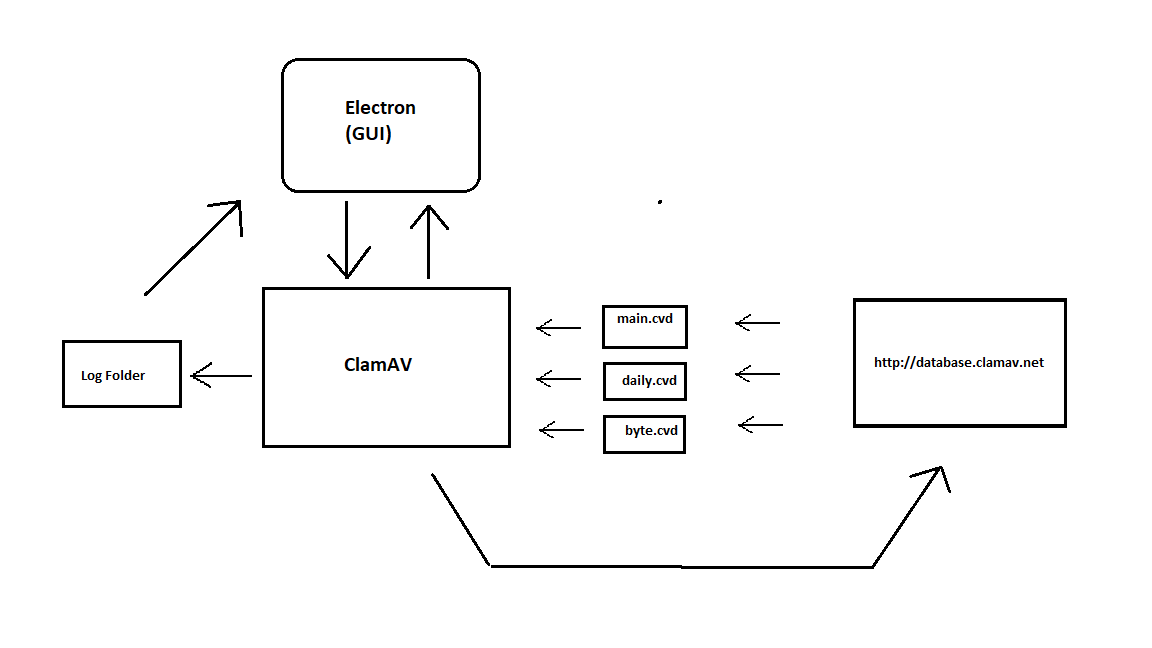 Electron
(GUI)
ClamAV
Log Folder
main.cvd
daily.cvd
byte.cvd
http://database.clamav.net